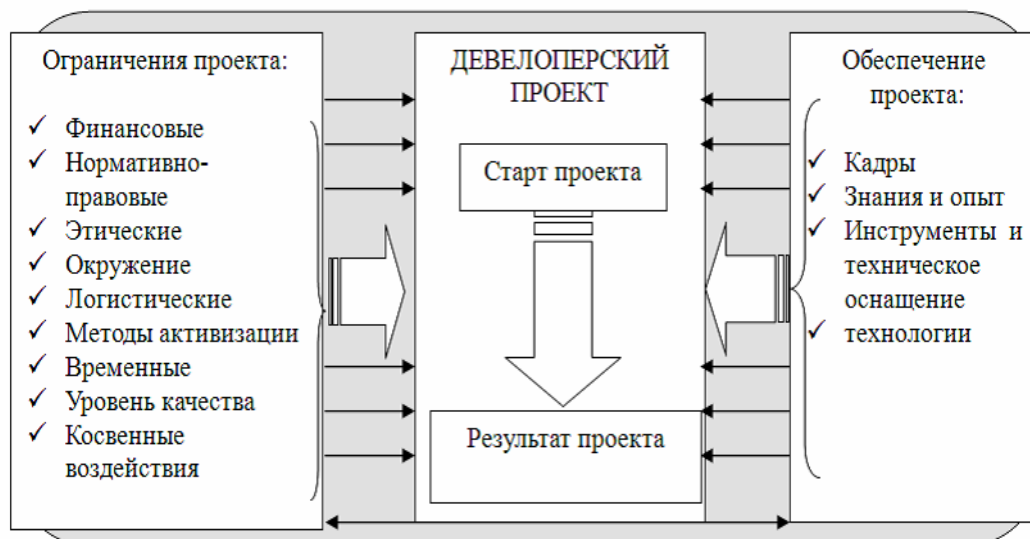 Ограничения проекта:
✓ Финансовые
✓ Нормативно-
правовые
✓ Этические
✓ Окружение
✓ Логистические
✓ Методы активизации
✓ Временные
✓ Уровень качества
✓ Косвенные
воздействия
ДЕВЕЛОПЕРСКИЙ
ПРОЕКТ
Старт проекта
Результат проекта
Обеспечение
проекта:
✓ Кадры
✓ Знания и опыт
✓ Инструменты и
техническое
оснащение
✓ технологии